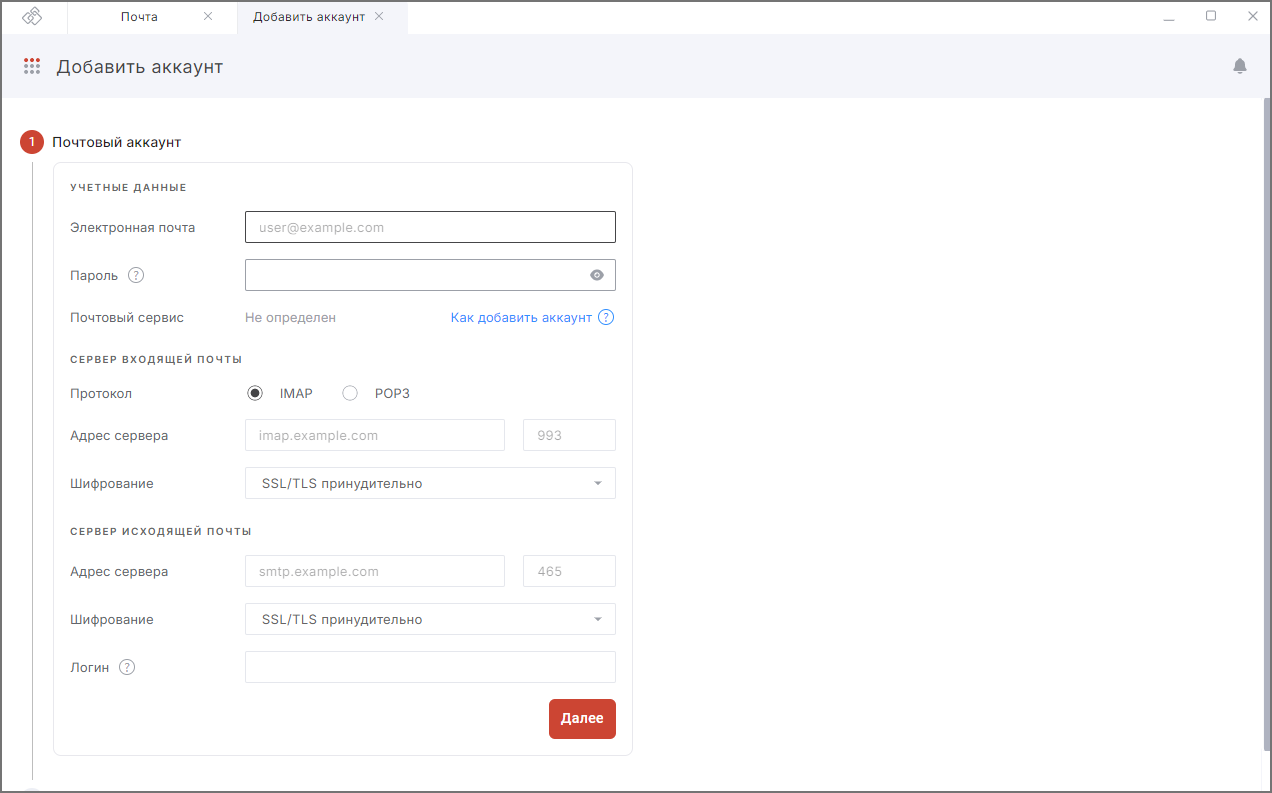 Почта
Добавить аккаунт
Добавить аккаунт
1 Почтовый аккаунт
УЧЕТНЫЕ ДАННЫЕ
Электронная почта user@example.com
Пароль ?
Почтовый сервис Не определен Как добавить аккаунт ?
СЕРВЕР ВХОДЯЩЕЙ ПОЧТЫ
Протокол IMAP POP3
Адрес сервера imap.example.com 993
Шифрование SSL/TLS принудительно
СЕРВЕР ИСХОДЯЩЕЙ ПОЧТЫ
Адрес сервера smtp.example.com 465
Шифрование SSL/TLS принудительно
Логин ?
Далее